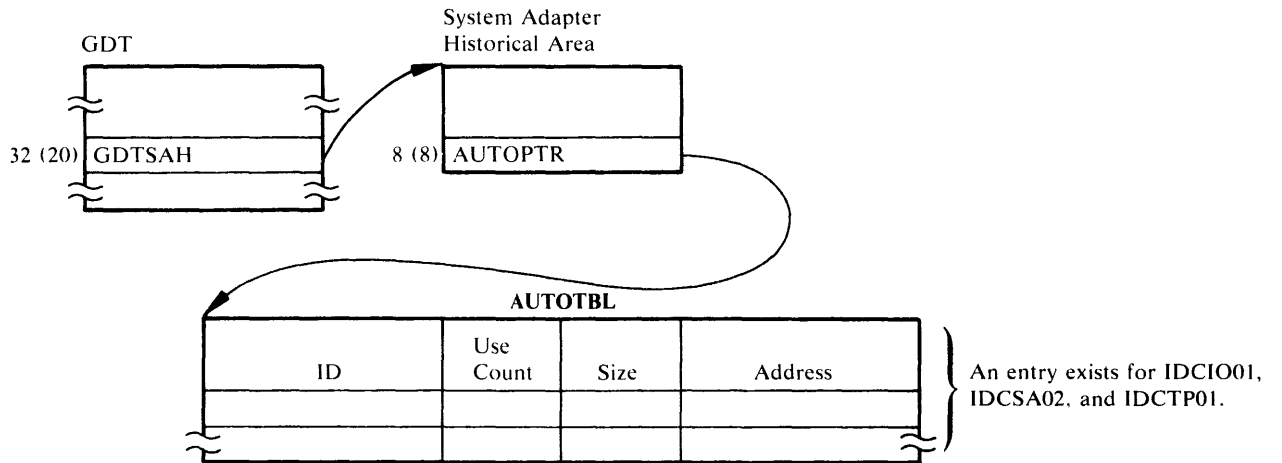 System Adapter
Historical Area
GDT
32 (20) GDTSAH
8 (8) AUTOPTR
AUTOTBL
ID
Use
Count
Size
Address
An entry exists for IDCIO01,
IDCSA02, and IDCTP01.